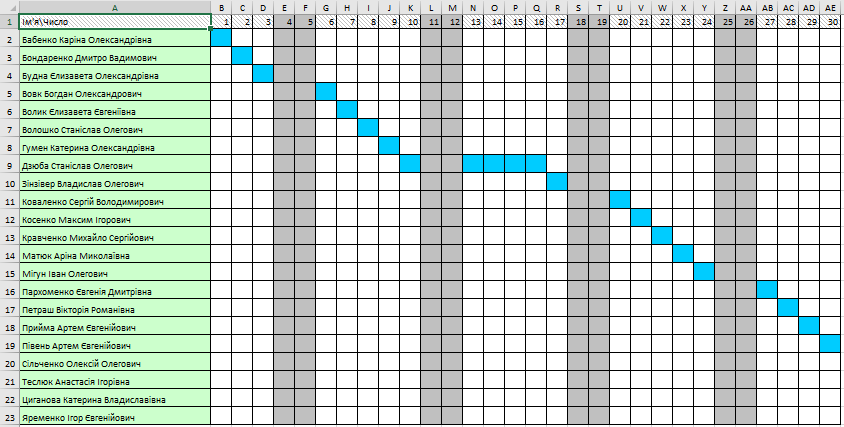 A B C D E F G H I J K L M N O P Q R S T U V W X Y Z AA AB AC AD AE
1 Ім'я\Число 1 2 3 4 5 6 7 8 9 10 11 12 13 14 15 16 17 18 19 20 21 22 23 24 25 26 27 28 29 30
2 Бабенко Каріна Олександрівна
3 Бондаренко Дмитро Вадимович
4 Будна Єлизавета Олександрівна
5 Вовк Богдан Олександрович
6 Волик Єлизавета Євгеніївна
7 Волошко Станіслав Олегович
8 Гумен Катерина Олександрівна
9 Дзюба Станіслав Олегович
10 Зінзівер Владислав Олегович
11 Коваленко Сергій Володимирович
12 Косенко Максим Ігорович
13 Кравченко Михайло Сергійович
14 Матюк Аріна Миколаївна
15 Мігун Іван Олегович
16 Пархоменко Євгенія Дмитрівна
17 Петраш Вікторія Романівна
18 Прийма Артем Євгенійович
19 Півень Артем Євгенійович
20 Сільченко Олексій Олегович
21 Теслюк Анастасія Ігорівна
22 Циганова Катерина Владиславівна
23 Яременко Ігор Євгенійович